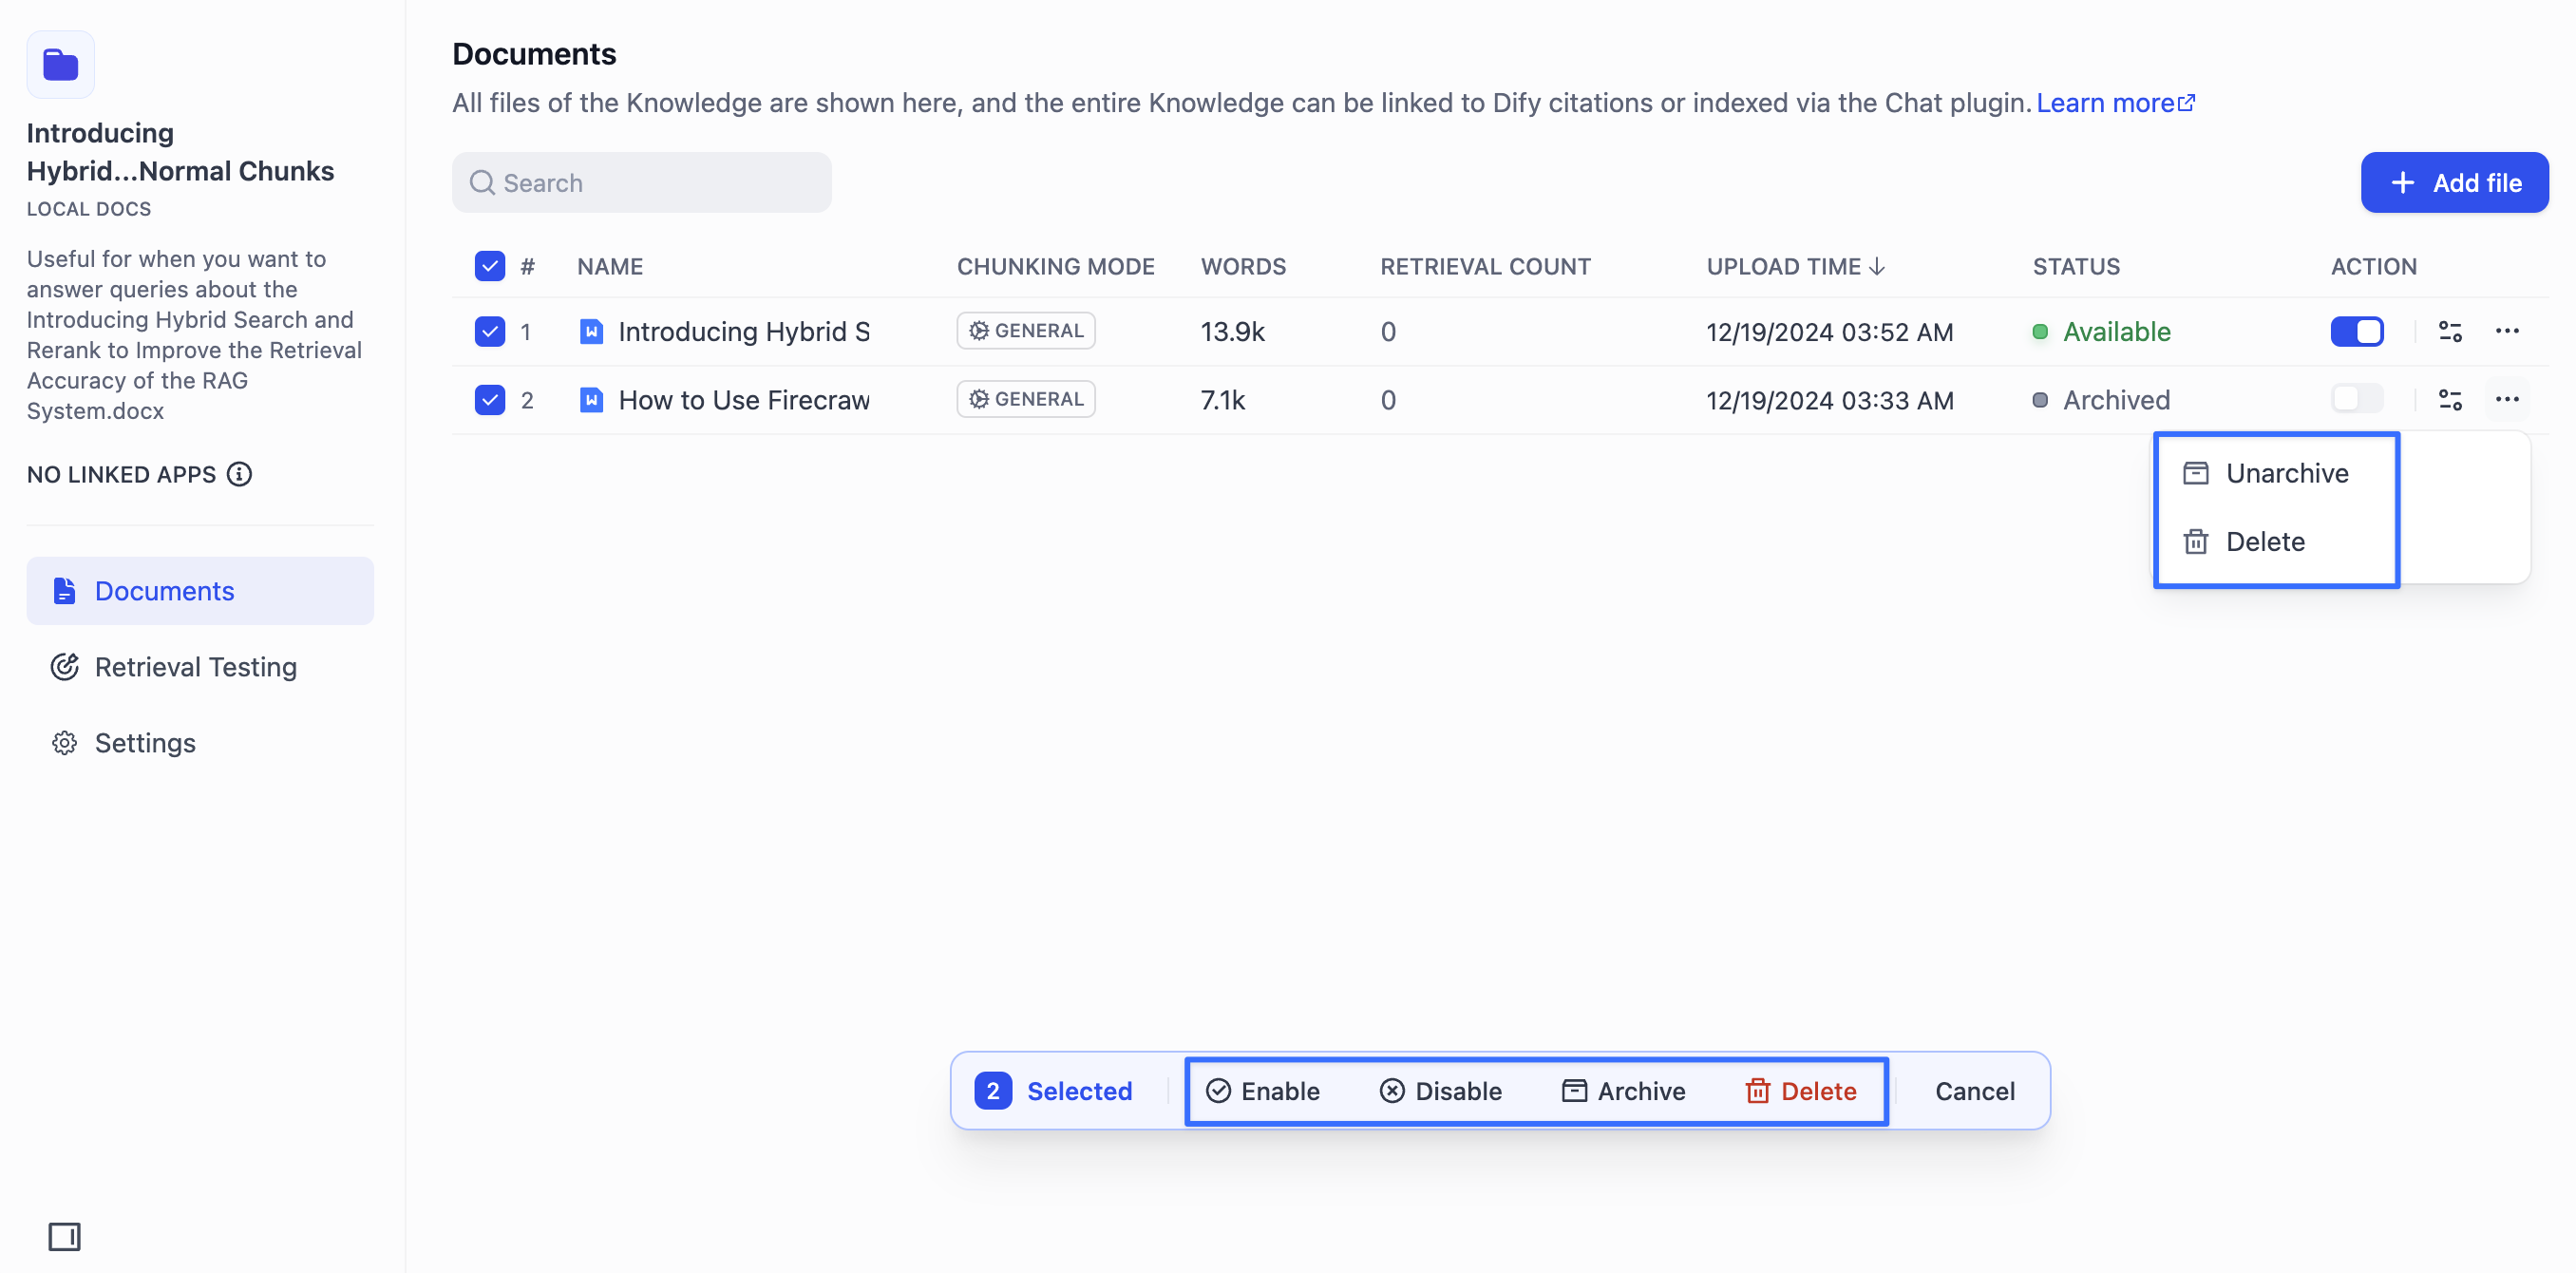 Introducing
Hybrid...Normal Chunks
LOCAL DOCS
Useful for when you want to
answer queries about the
Introducing Hybrid Search and
Rerank to Improve the Retrieval
Accuracy of the RAG
System.docx
NO LINKED APPS
Documents
Retrieval Testing
Settings
Documents
All files of the Knowledge are shown here, and the entire Knowledge can be linked to Dify citations or indexed via the Chat plugin. Learn more
Search
+ Add file
# NAME CHUNKING MODE WORDS RETRIEVAL COUNT UPLOAD TIME ↓ STATUS ACTION
1 Introducing Hybrid S GENERAL 13.9k 0 12/19/2024 03:52 AM Available
2 How to Use Firecraw GENERAL 7.1k 0 12/19/2024 03:33 AM Archived
Unarchive
Delete
2 Selected Enable Disable Archive Delete Cancel